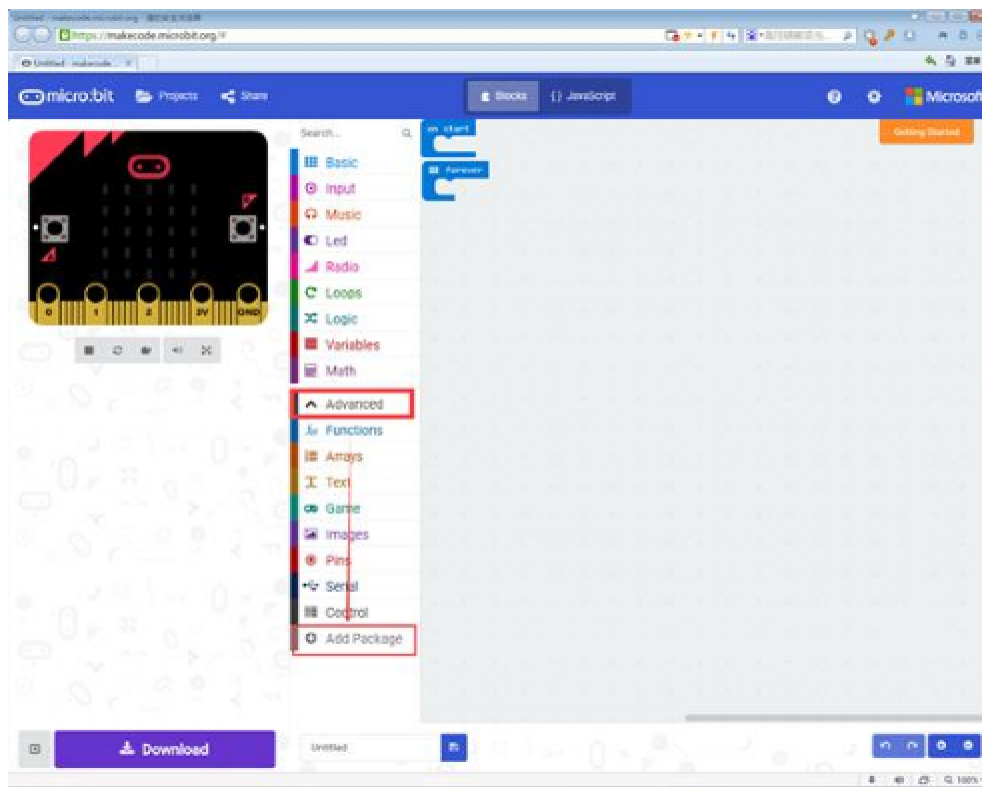 https://makecode.microbit.org/#
micro:bit Projects Share Blocks {} JavaScript Microsoft
Search...
on start
Getting Started
Basic
forever
Input
Music
Led
Radio
Loops
Logic
Variables
Math
Advanced
Functions
Arrays
Text
Game
Images
Pins
Serial
Control
Add Package
0 1 2 3V GND
Download
Untitled
100%